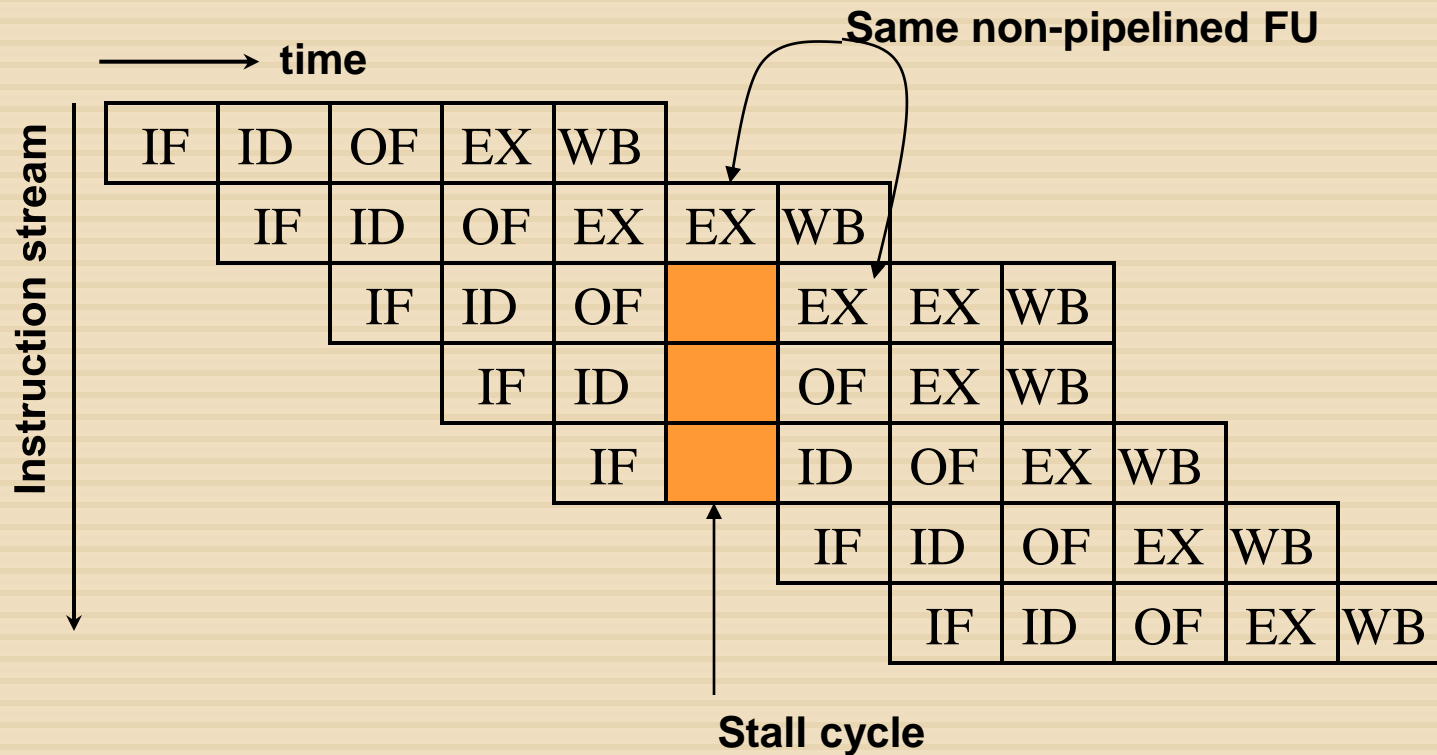 Same non-pipelined FU
time
Instruction stream
IF ID OF EX WB
IF ID OF EX EX WB
IF ID OF EX EX WB
IF ID OF EX WB
IF ID OF EX WB
IF ID OF EX WB
IF ID OF EX WB
Stall cycle